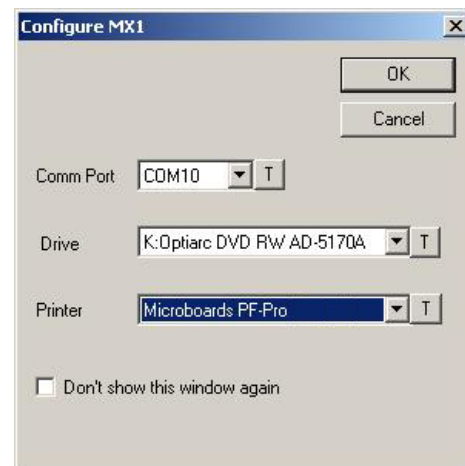 Configure MX1
OK
Cancel
Comm Port COM10 T
Drive K:Optiarc DVD RW AD-5170A T
Printer Microboards PF-Pro T
Don't show this window again